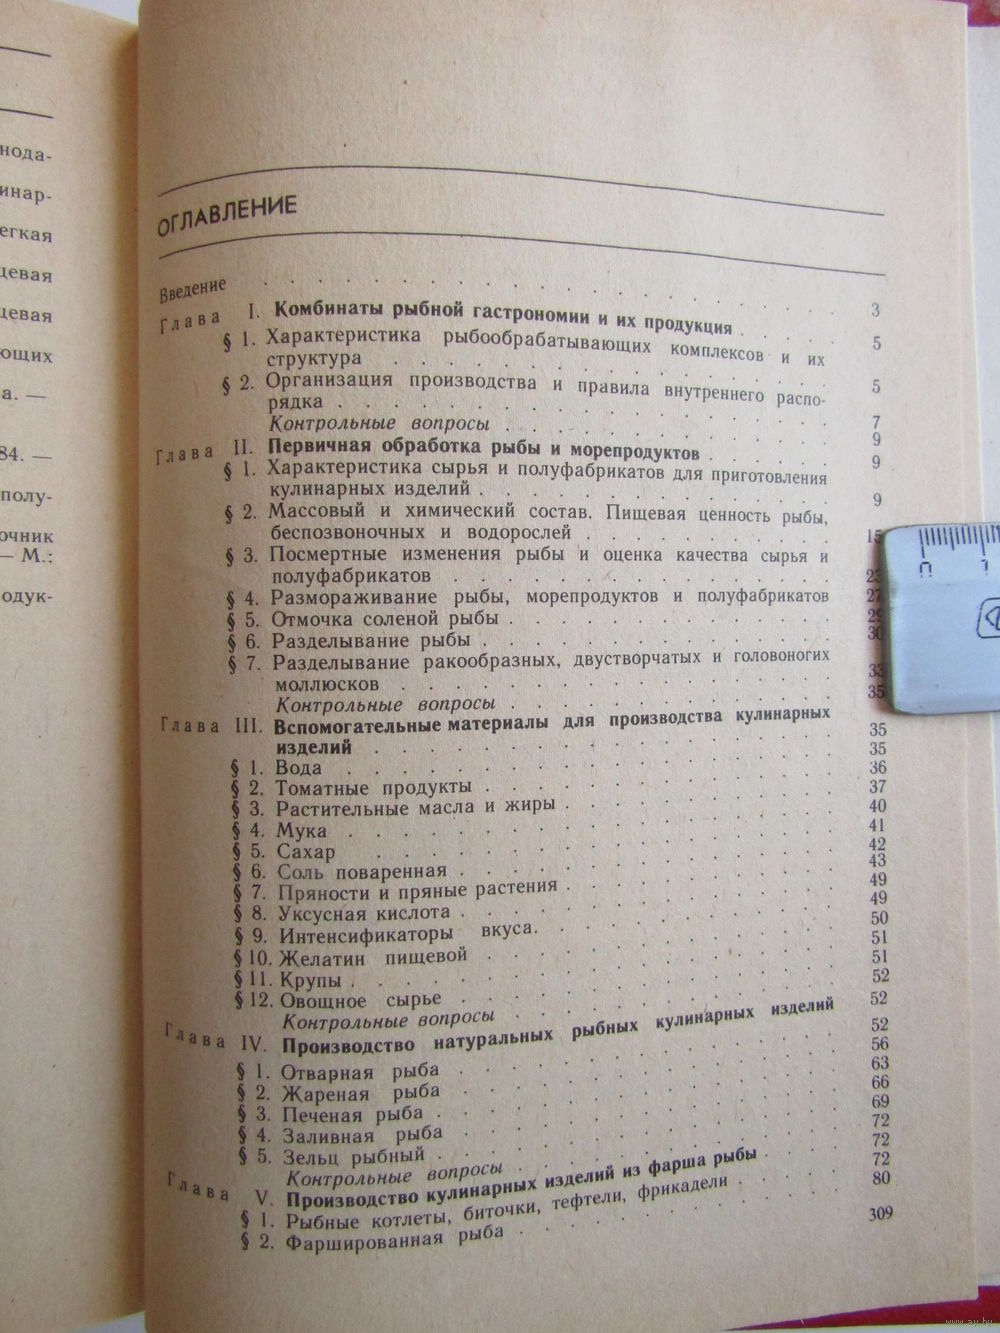 нода-
инар-
егкая
цевая
цевая
ющих
а. —
84. —
полу-
очник
— М.:
одук-
ОГЛАВЛЕНИЕ
Введение . . . 3
Глава I. Комбинаты рыбной гастрономии и их продукция . . . 5
§ 1. Характеристика рыбообрабатывающих комплексов и их
структура . . . 5
§ 2. Организация производства и правила внутреннего распо-
рядка . . . 7
Контрольные вопросы . . . 9
Глава II. Первичная обработка рыбы и морепродуктов . . . 9
§ 1. Характеристика сырья и полуфабрикатов для приготовления
кулинарных изделий . . . 9
§ 2. Массовый и химический состав. Пищевая ценность рыбы,
беспозвоночных и водорослей . . . 15
§ 3. Посмертные изменения рыбы и оценка качества сырья и
полуфабрикатов . . . 23
§ 4. Размораживание рыбы, морепродуктов и полуфабрикатов 27
§ 5. Отмочка соленой рыбы . . . 29
§ 6. Разделывание рыбы . . . 30
§ 7. Разделывание ракообразных, двустворчатых и головоногих
моллюсков . . . 33
Контрольные вопросы . . . 35
Глава III. Вспомогательные материалы для производства кулинарных
изделий . . . 35
§ 1. Вода . . . 35
§ 2. Томатные продукты . . . 36
§ 3. Растительные масла и жиры . . . 37
§ 4. Мука . . . 40
§ 5. Сахар . . . 41
§ 6. Соль поваренная . . . 42
§ 7. Пряности и пряные растения . . . 43
§ 8. Уксусная кислота . . . 49
§ 9. Интенсификаторы вкуса. . . . 49
§ 10. Желатин пищевой . . . 50
§ 11. Крупы . . . 51
§ 12. Овощное сырье . . . 51
Контрольные вопросы . . . 52
Глава IV. Производство натуральных рыбных кулинарных изделий 52
§ 1. Отварная рыба . . . 52
§ 2. Жареная рыба . . . 56
§ 3. Печеная рыба . . . 63
§ 4. Заливная рыба . . . 66
§ 5. Зельц рыбный . . . 69
Контрольные вопросы . . . 72
Глава V. Производство кулинарных изделий из фарша рыбы . . . 72
§ 1. Рыбные котлеты, биточки, тефтели, фрикадели . . . 72
§ 2. Фаршированная рыба . . . 80
309
www.ay.by